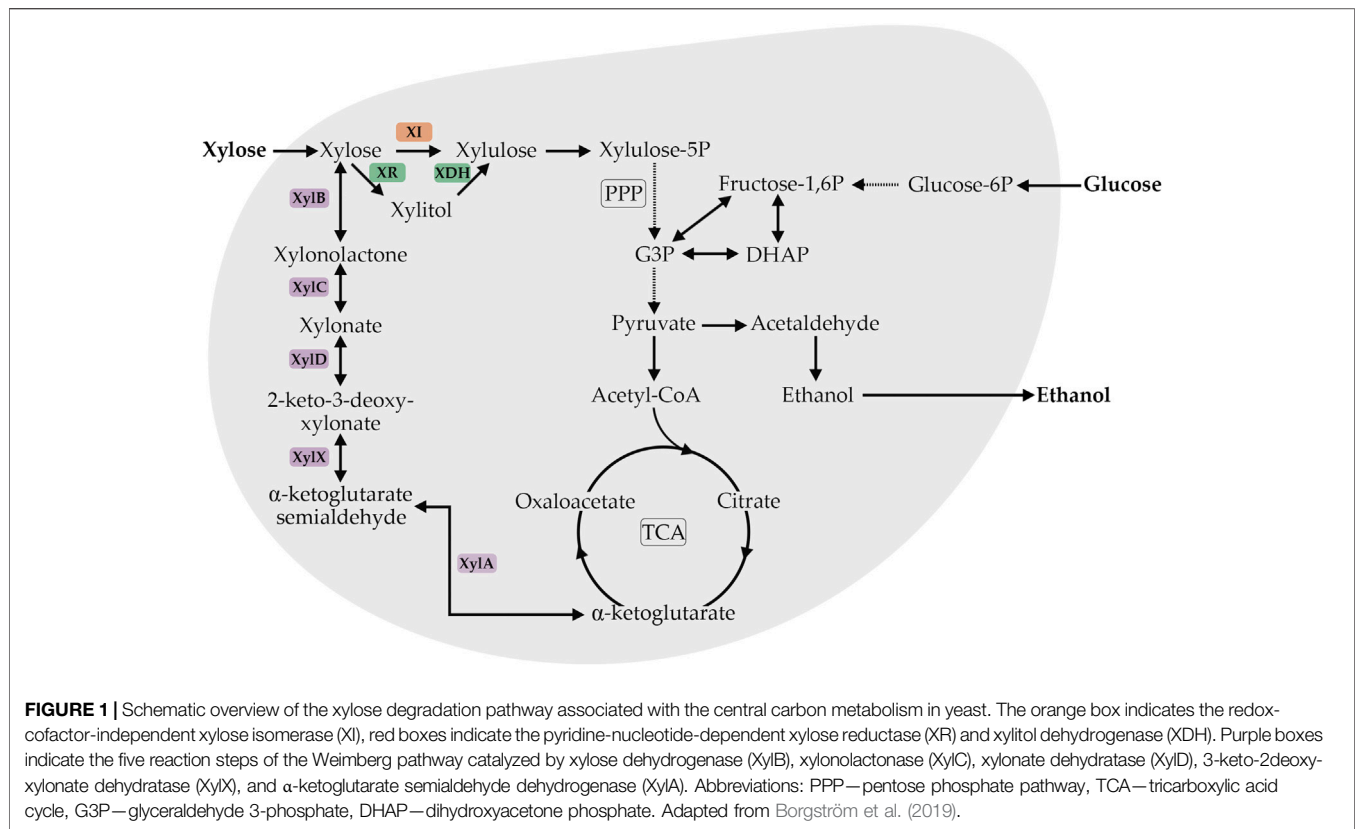 XI
Xylose Xylose Xylulose Xylulose-5P
XR XDH
Fructose-1,6P Glucose-6P Glucose
XylB PPP
Xylitol
Xylonolactone G3P DHAP
XylC
Xylonate Pyruvate Acetaldehyde
XylD
2-keto-3-deoxy-
xylonate
Acetyl-CoA Ethanol Ethanol
XylX
α-ketoglutarate
semialdehyde
Oxaloacetate Citrate
TCA
XylA
α-ketoglutarate
FIGURE 1 | Schematic overview of the xylose degradation pathway associated with the central carbon metabolism in yeast. The orange box indicates the redox-
cofactor-independent xylose isomerase (XI), red boxes indicate the pyridine-nucleotide-dependent xylose reductase (XR) and xylitol dehydrogenase (XDH). Purple boxes
indicate the five reaction steps of the Weimberg pathway catalyzed by xylose dehydrogenase (XylB), xylonolactonase (XylC), xylonate dehydratase (XylD), 3-keto-2deoxy-
xylonate dehydratase (XylX), and α-ketoglutarate semialdehyde dehydrogenase (XylA). Abbreviations: PPP—pentose phosphate pathway, TCA—tricarboxylic acid
cycle, G3P—glyceraldehyde 3-phosphate, DHAP—dihydroxyacetone phosphate. Adapted from Borgström et al. (2019).